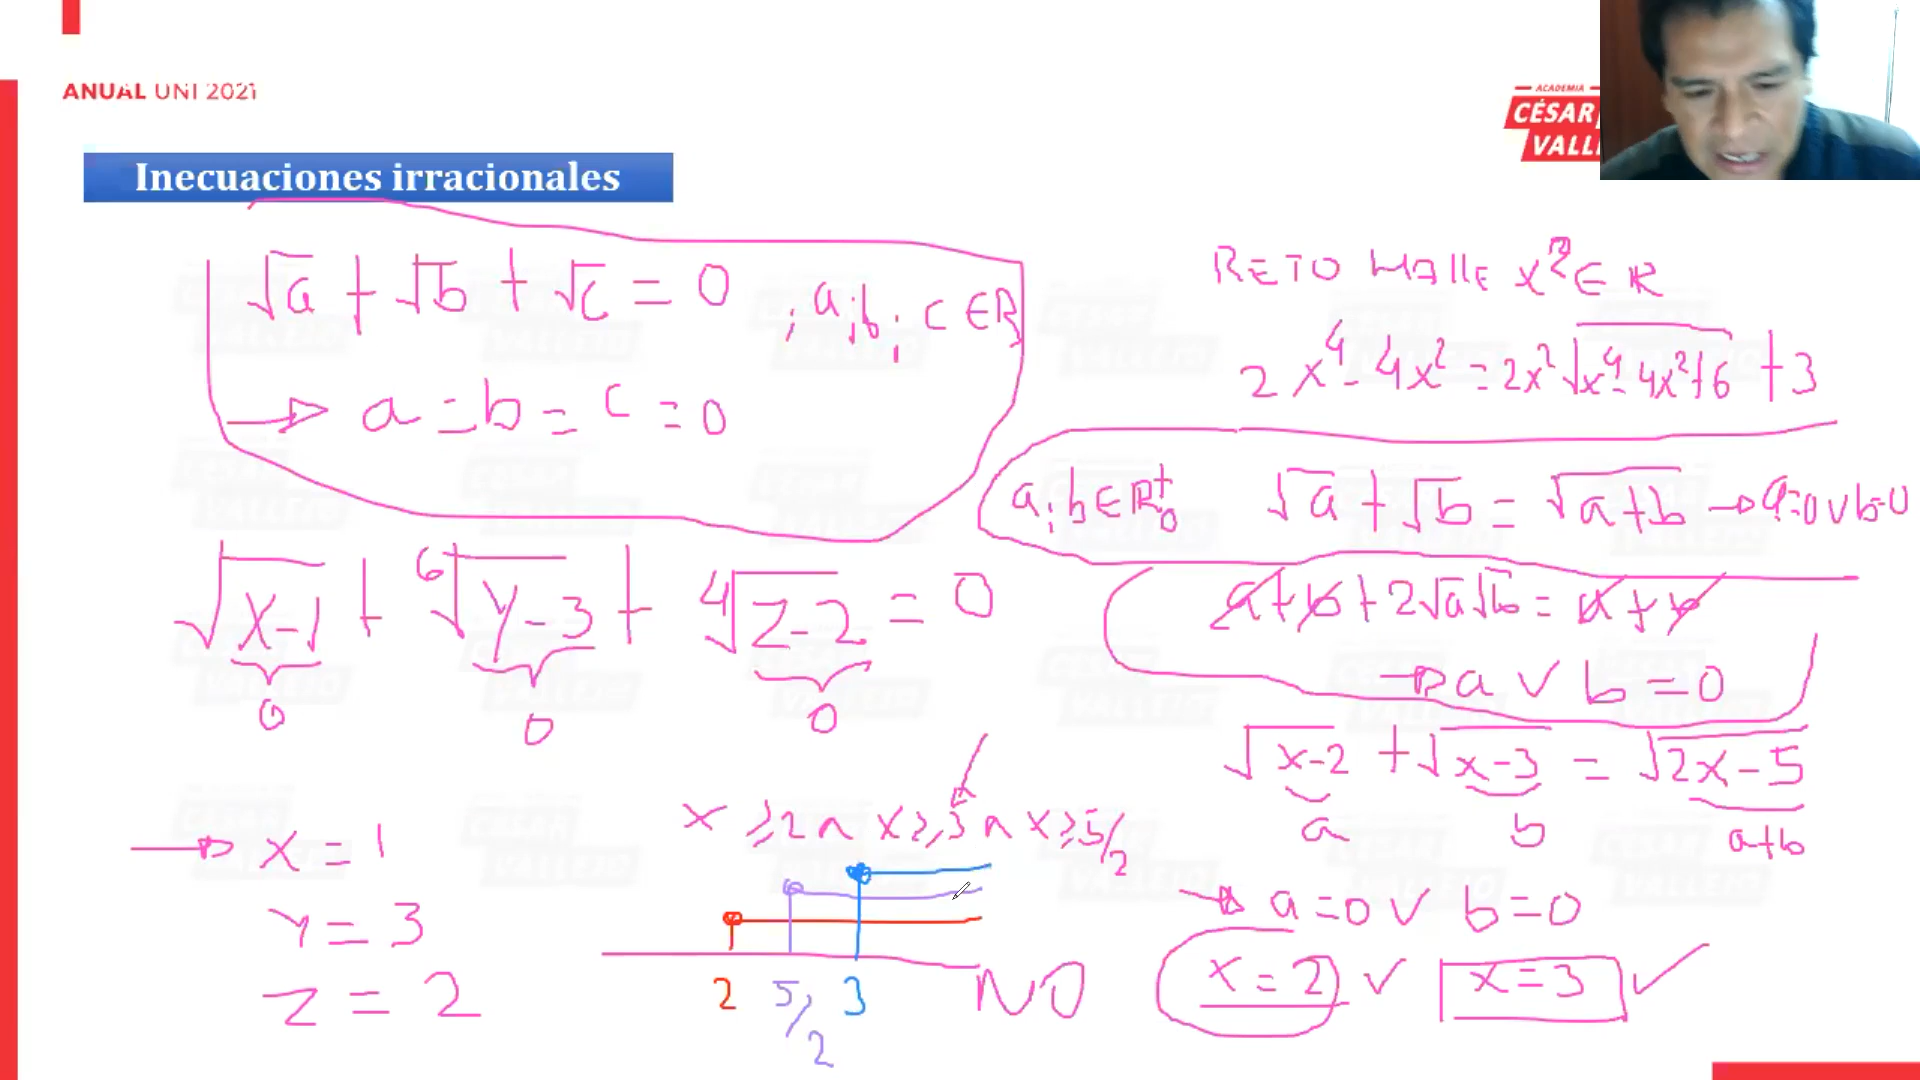 ANUAL UNI 2021
ACADEMIA
CÉSAR
VALLE
Inecuaciones irracionales
√a + √b + √c = 0 ; a; b; c ∈ R
→ a = b = c = 0
√(x-1) + ⁶√(y-3) + ⁴√(z-2) = 0
0 0 0
→ x = 1
y = 3
z = 2
x ≥ 2 ∧ x ≥ 3 ∧ x ≥ 5/2
2 5/2 3
NO
RETO HALLE x² ∈ R
2x⁴ - 4x² = 2x²√(x⁴ - 4x² + 6) + 3
a; b ∈ R₀⁺ √a + √b = √(a+b) → a=0 ∨ b=0
a + b + 2√a√b = a + b
→ a ∨ b = 0
√(x-2) + √(x-3) = √(2x-5)
a b a+b
→ a = 0 ∨ b = 0
x = 2 ∨ x = 3 ✓